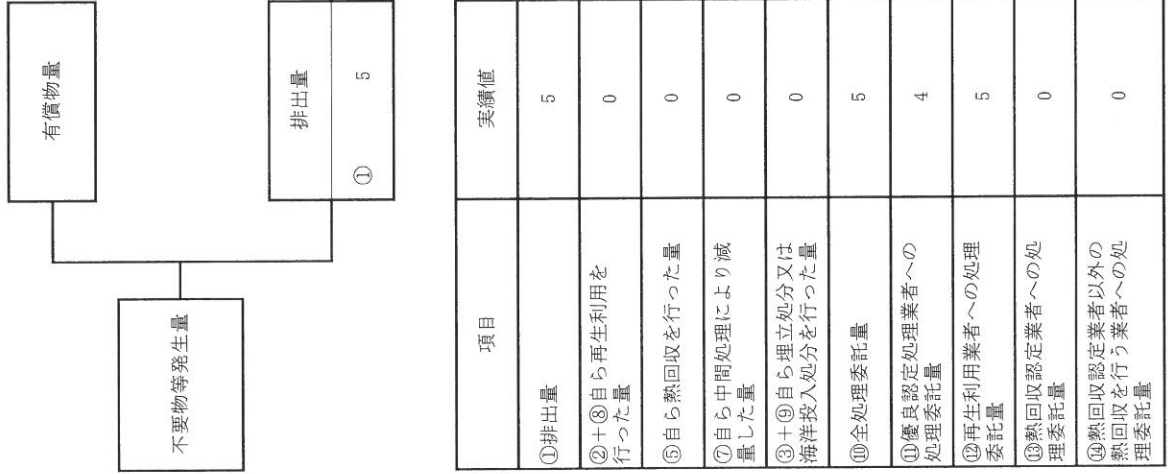 不要物等発生量
有償物量
排出量
① 5
項目 実績値
①排出量 5
②+⑧自ら再生利用を
行った量 0
⑤自ら熱回収を行った量 0
⑦自ら中間処理により減
量した量 0
③+⑨自ら埋立処分又は
海洋投入処分を行った量 0
⑩全処理委託量 5
⑪優良認定処理業者への
処理委託量 4
⑫再生利用業者への処理
委託量 5
⑬熱回収認定業者への処
理委託量 0
⑭熱回収認定業者以外の
熱回収を行う業者への処
理委託量 0